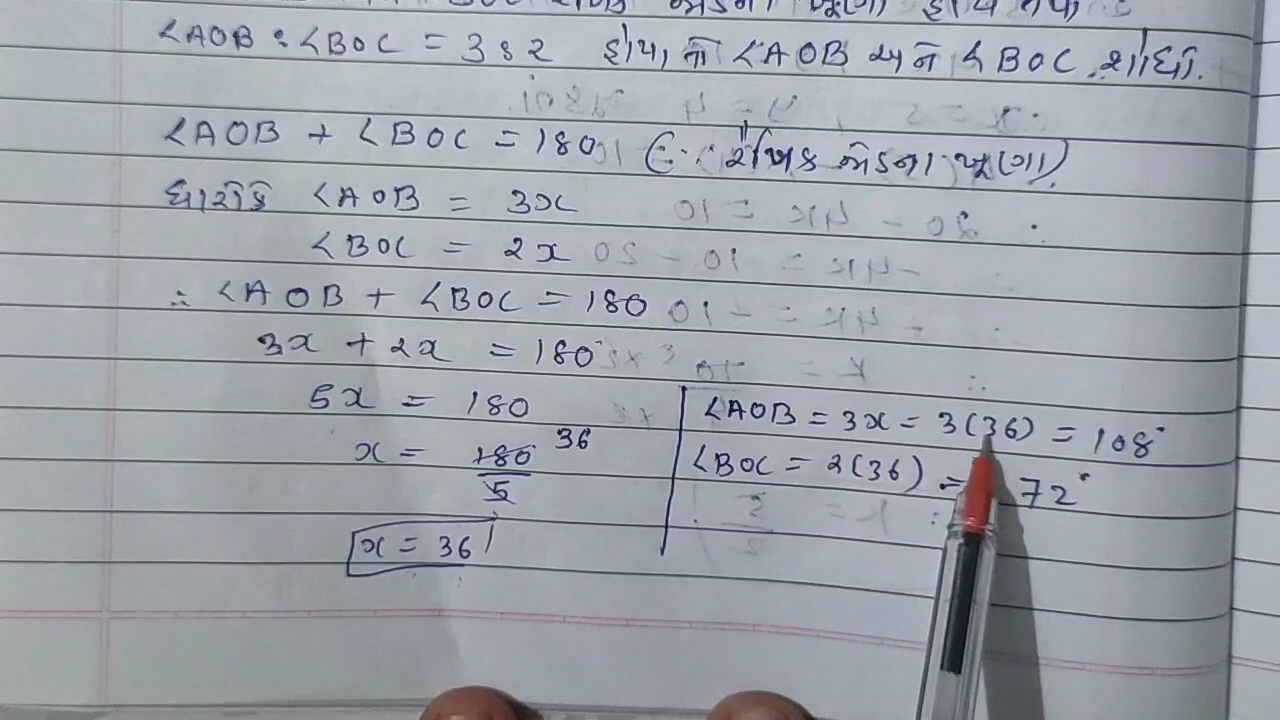 ∠AOB : ∠BOC = 3:2 હોય, તો ∠AOB અને ∠BOC શોધો.
∠AOB + ∠BOC = 180 (∵ રૈખિક જોડના ખૂણા).
ધારોકે ∠AOB = 3x
∠BOC = 2x
∴ ∠AOB + ∠BOC = 180
3x + 2x = 180°
5x = 180
x = 180/5 36
x = 36
∠AOB = 3x = 3(36) = 108°
∠BOC = 2(36) = 72°